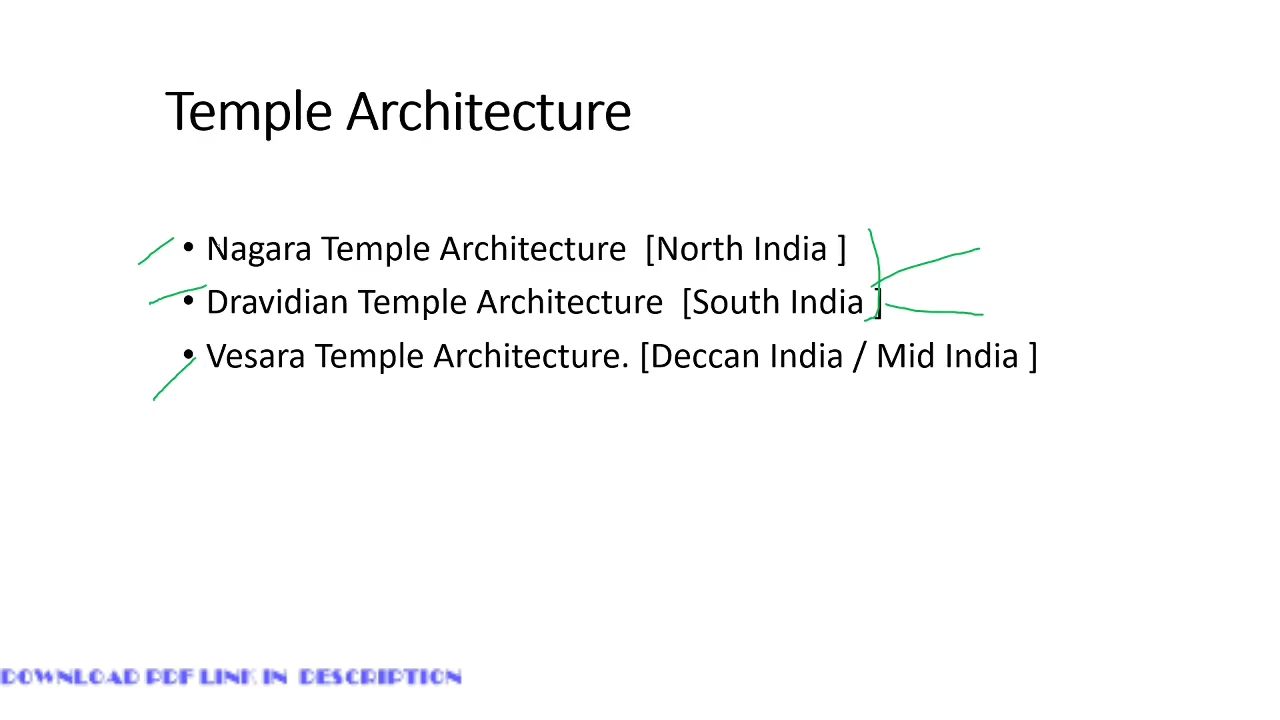 Temple Architecture
• Nagara Temple Architecture [North India ]
• Dravidian Temple Architecture [South India ]
• Vesara Temple Architecture. [Deccan India / Mid India ]
DOWNLOAD PDF LINK IN DESCRIPTION